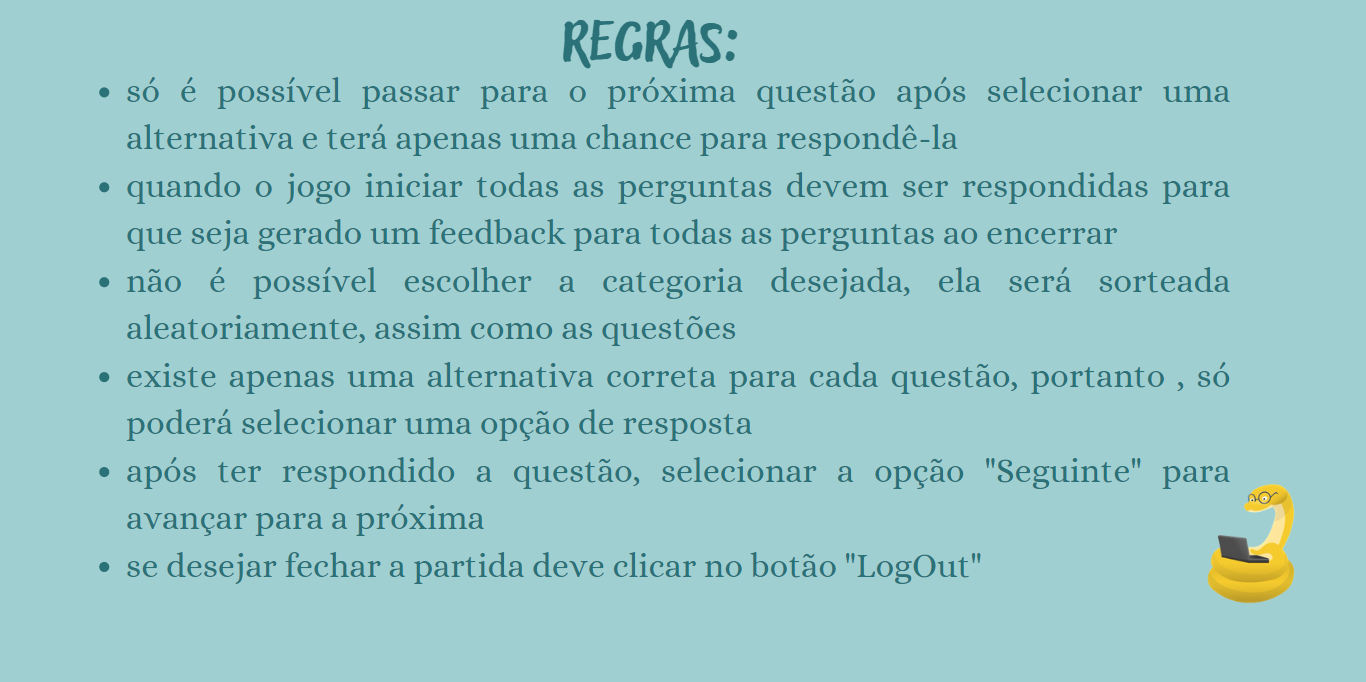 REGRAS:
• só é possível passar para o próxima questão após selecionar uma
alternativa e terá apenas uma chance para respondê-la
• quando o jogo iniciar todas as perguntas devem ser respondidas para
que seja gerado um feedback para todas as perguntas ao encerrar
• não é possível escolher a categoria desejada, ela será sorteada
aleatoriamente, assim como as questões
• existe apenas uma alternativa correta para cada questão, portanto , só
poderá selecionar uma opção de resposta
• após ter respondido a questão, selecionar a opção "Seguinte" para
avançar para a próxima
• se desejar fechar a partida deve clicar no botão "LogOut"